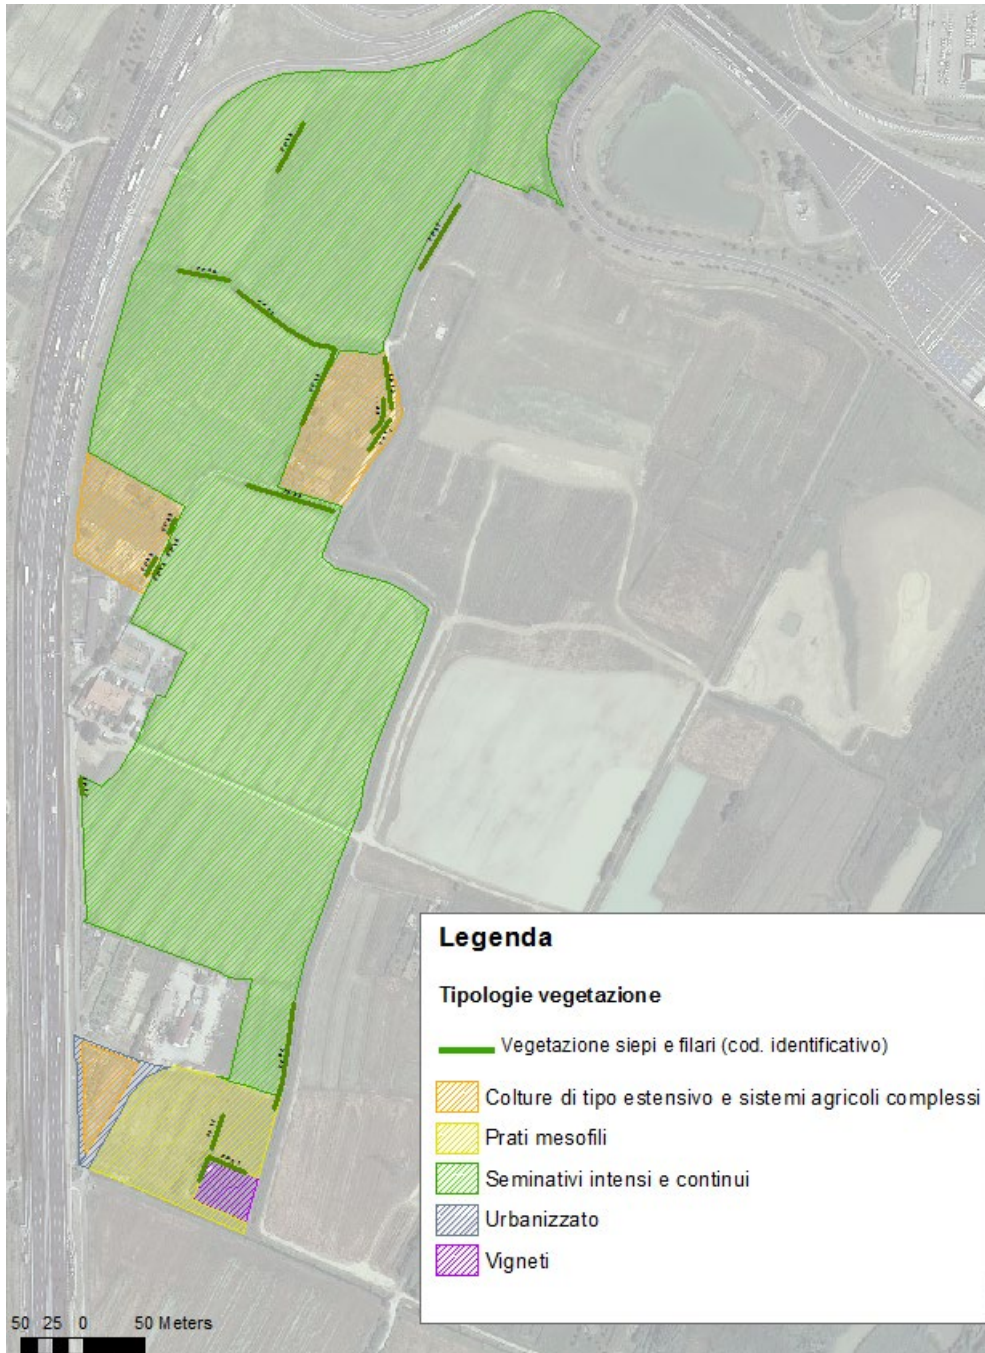 Legenda
Tipologie vegetazione
Vegetazione siepi e filari (cod. identificativo)
Colture di tipo estensivo e sistemi agricoli complessi
Prati mesofili
Seminativi intensi e continui
Urbanizzato
Vigneti
50 25 0 50 Meters